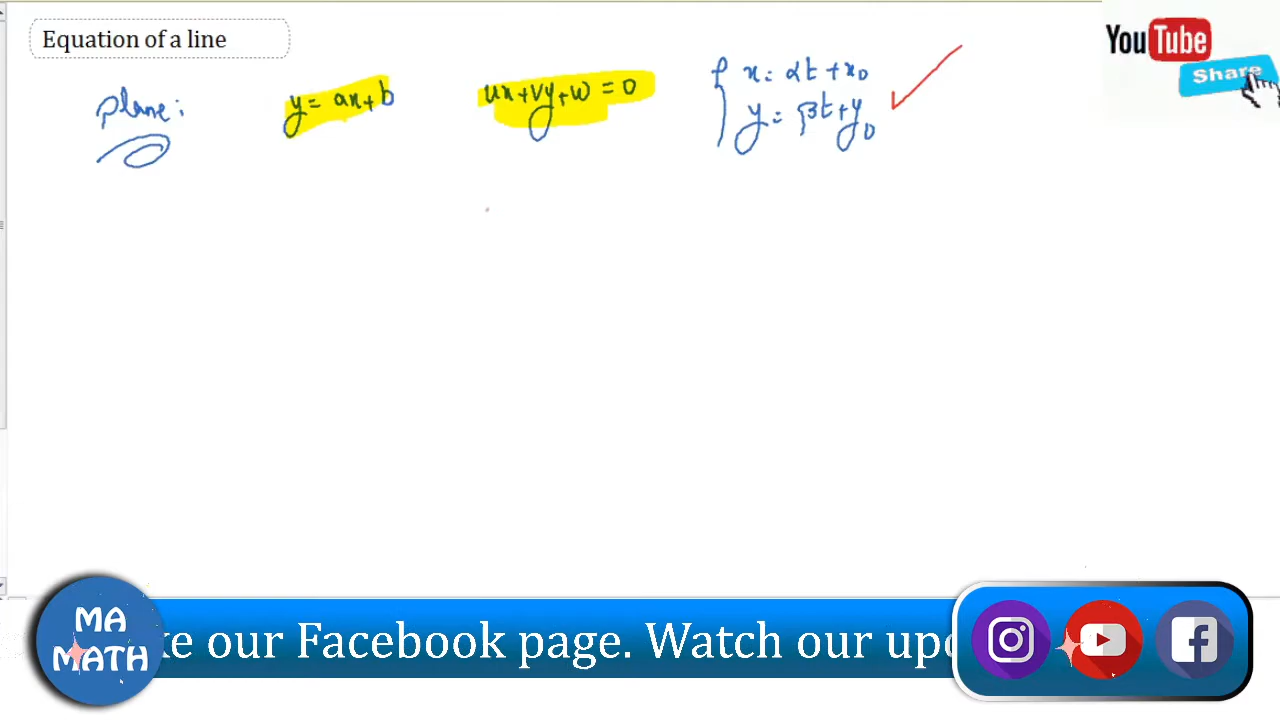 Equation of a line
YouTube
Share
plane: y = ax+b ux+vy+w = 0 { x = αt + x0
y = βt + y0
MA MATH
ke our Facebook page. Watch our upd